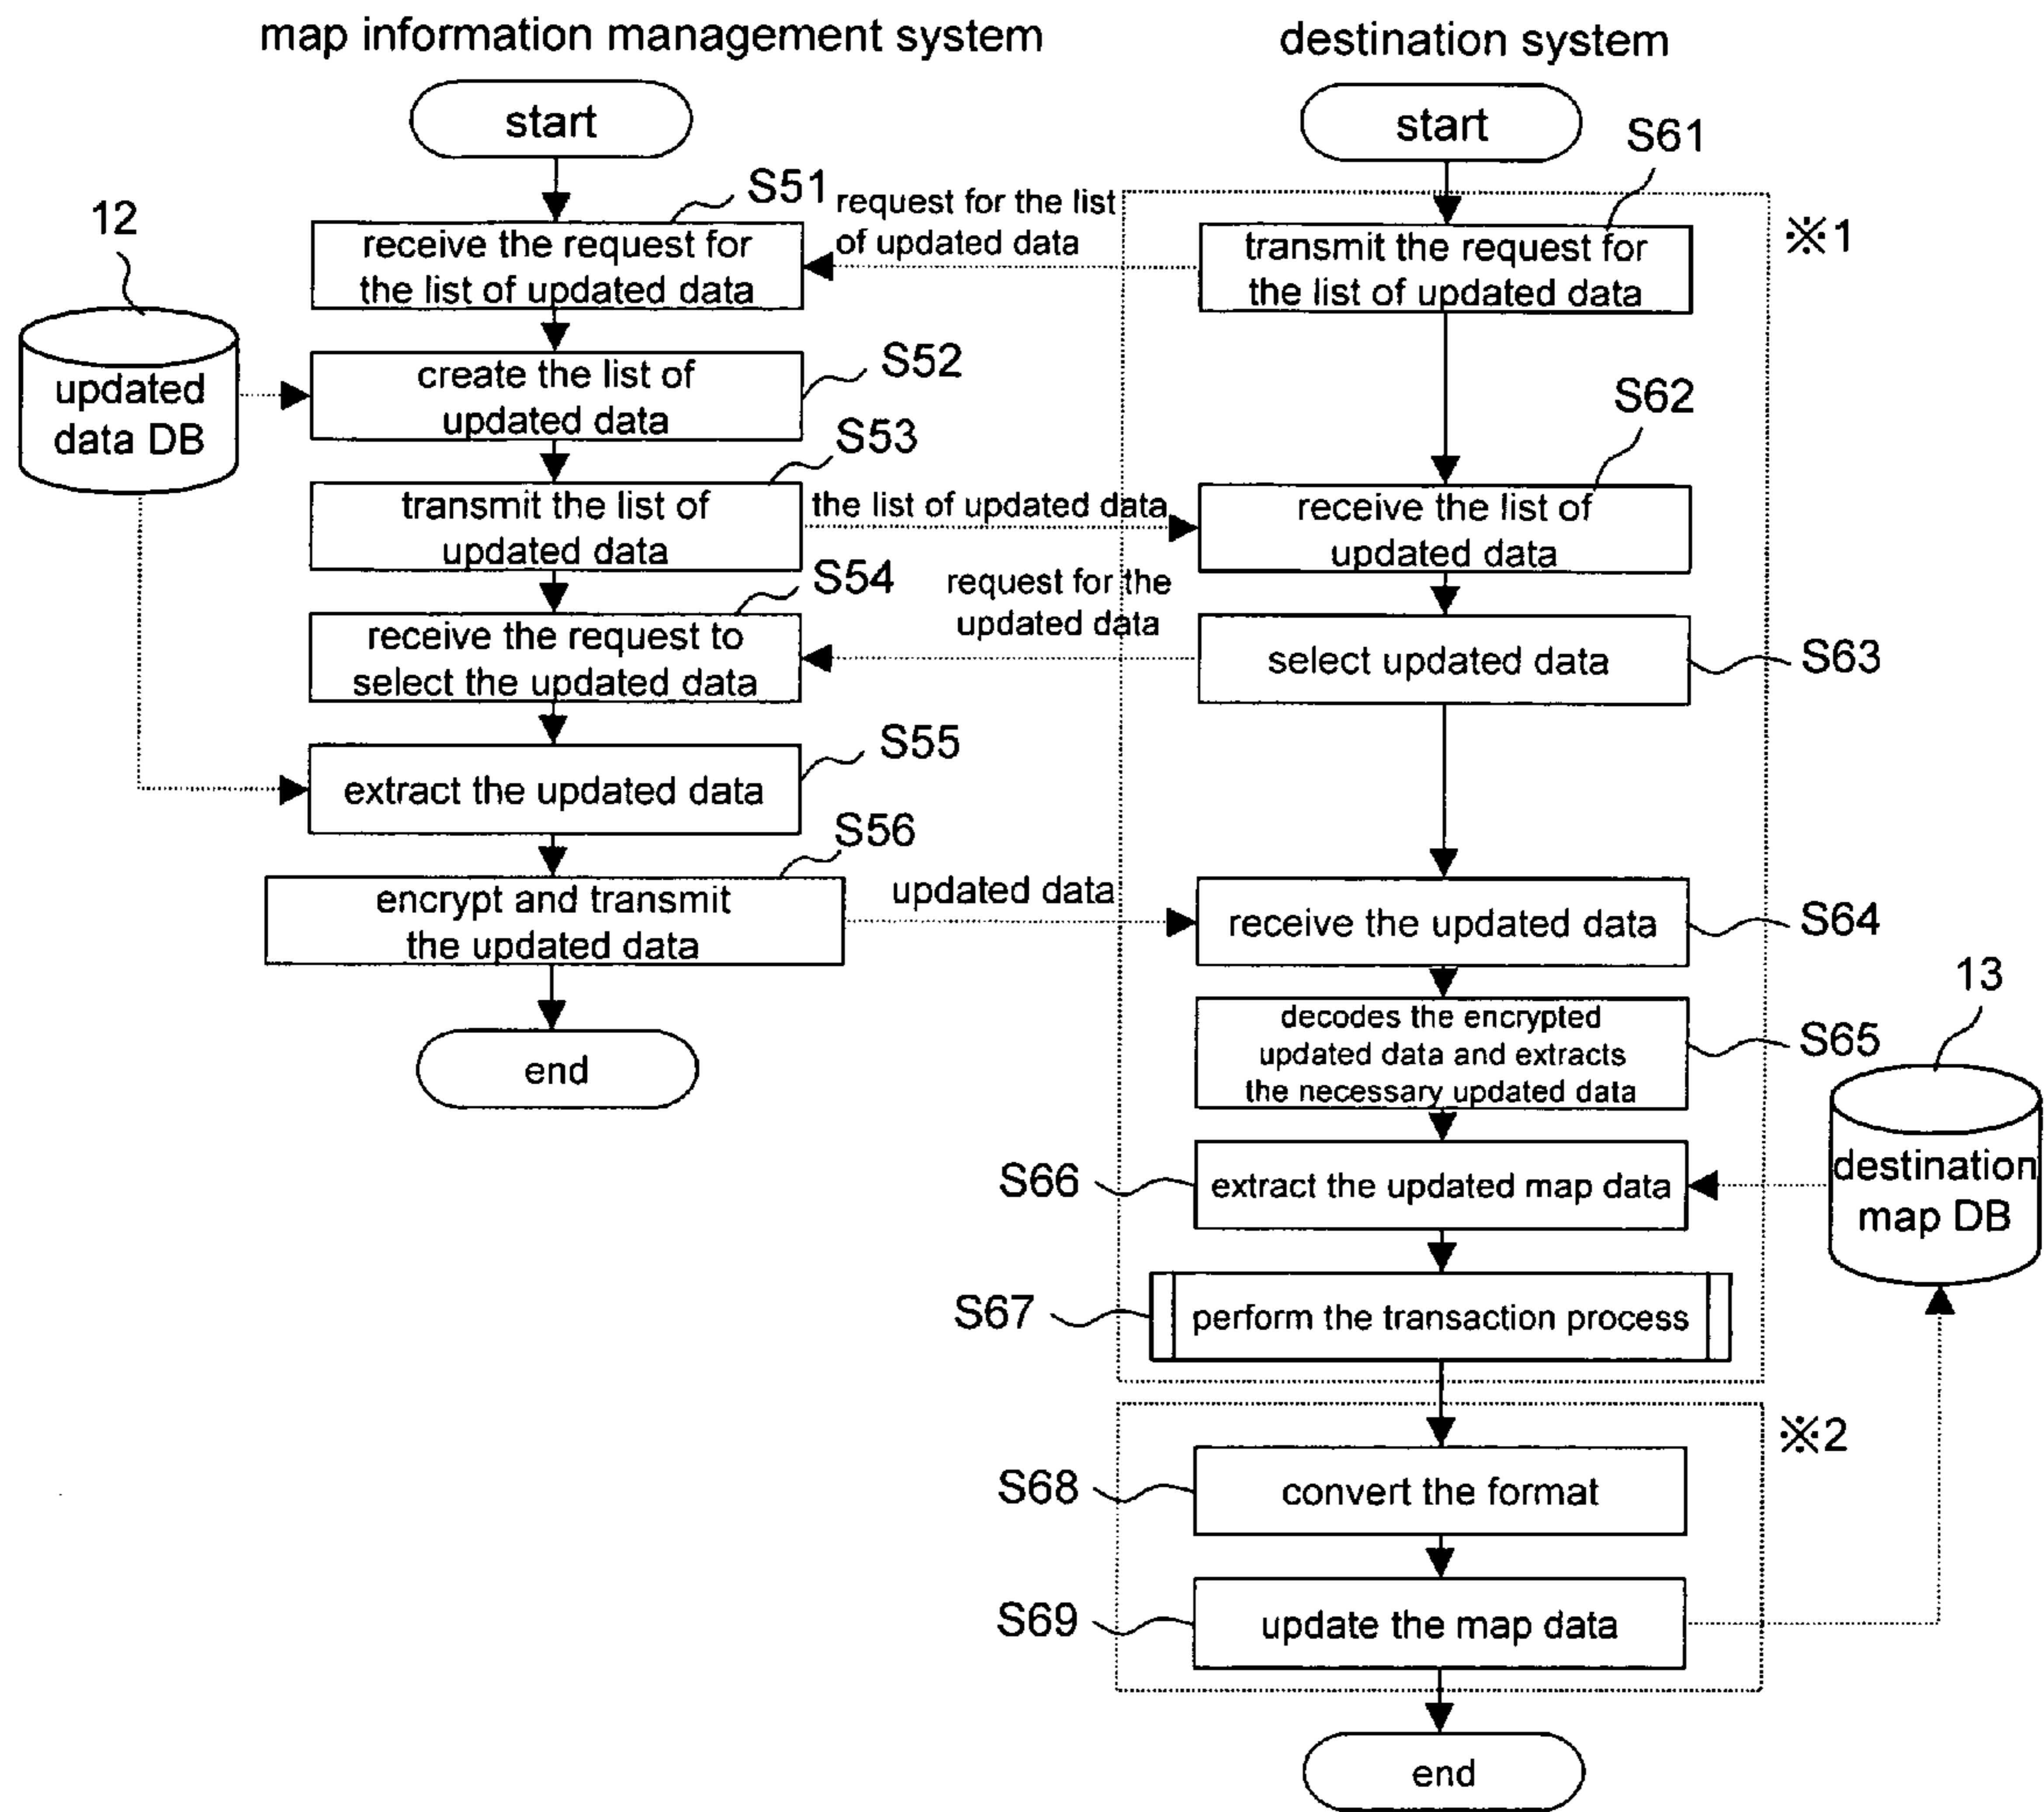 map information management system
destination system
start
start
S61
S51
request for the list
of updated data
※1
12
receive the request for
the list of updated data
transmit the request for
the list of updated data
S52
updated
data DB
create the list of
updated data
S62
S53
transmit the list of
updated data
the list of updated data
receive the list of
updated data
S54
request for the
updated data
receive the request to
select the updated data
select updated data
S63
S55
extract the updated data
S56
encrypt and transmit
the updated data
updated data
receive the updated data
S64
13
end
decodes the encrypted
updated data and extracts
the necessary updated data
S65
S66
extract the updated map data
destination
map DB
S67
perform the transaction process
※2
S68
convert the format
S69
update the map data
end